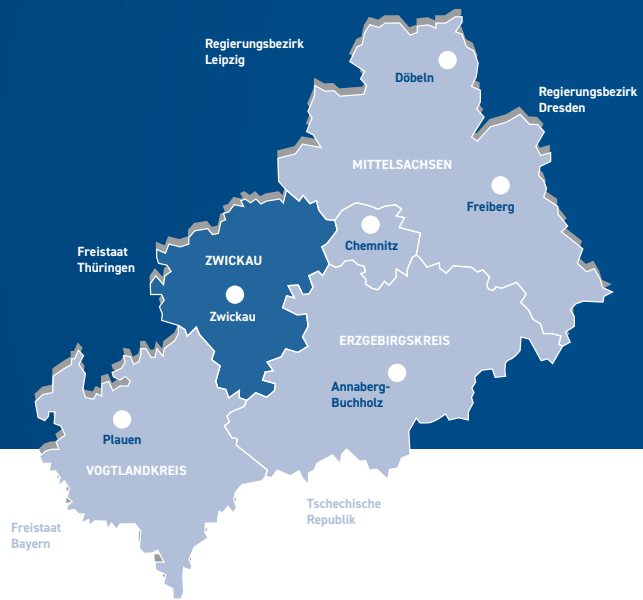 Regierungsbezirk
Leipzig
Döbeln
Regierungsbezirk
Dresden
MITTELSACHSEN
Freiberg
Chemnitz
Freistaat
Thüringen
ZWICKAU
Zwickau
ERZGEBIRGSKREIS
Annaberg-
Buchholz
Plauen
VOGTLANDKREIS
Tschechische
Republik
Freistaat
Bayern